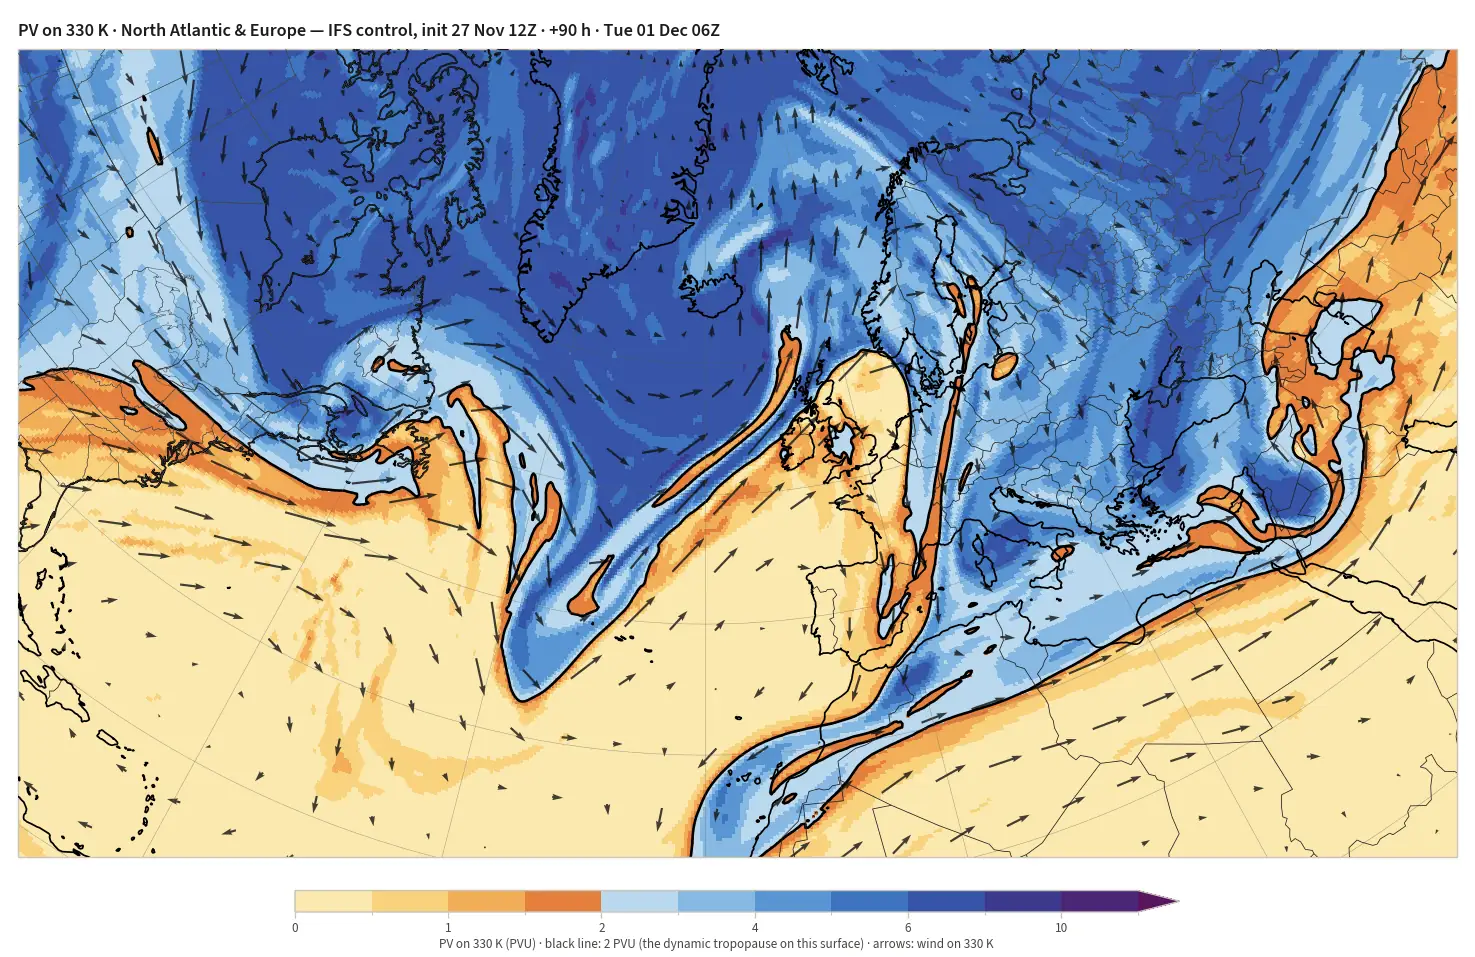 PV on 330 K · North Atlantic & Europe — IFS control, init 27 Nov 12Z · +90 h · Tue 01 Dec 06Z
0 1 2 4 6 10
PV on 330 K (PVU) · black line: 2 PVU (the dynamic tropopause on this surface) · arrows: wind on 330 K